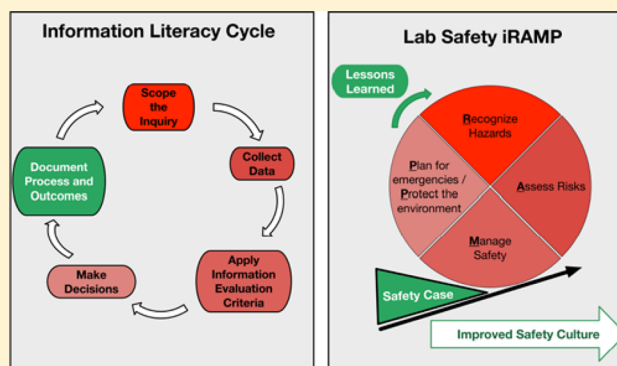 Information Literacy Cycle
Scope
the
Inquiry
Collect
Data
Apply
Information
Evaluation
Criteria
Make
Decisions
Document
Process and
Outcomes
Lab Safety iRAMP
Lessons
Learned
Recognize
Hazards
Assess Risks
Manage
Safety
Plan for
emergencies /
Protect the
environment
Safety Case
Improved Safety Culture